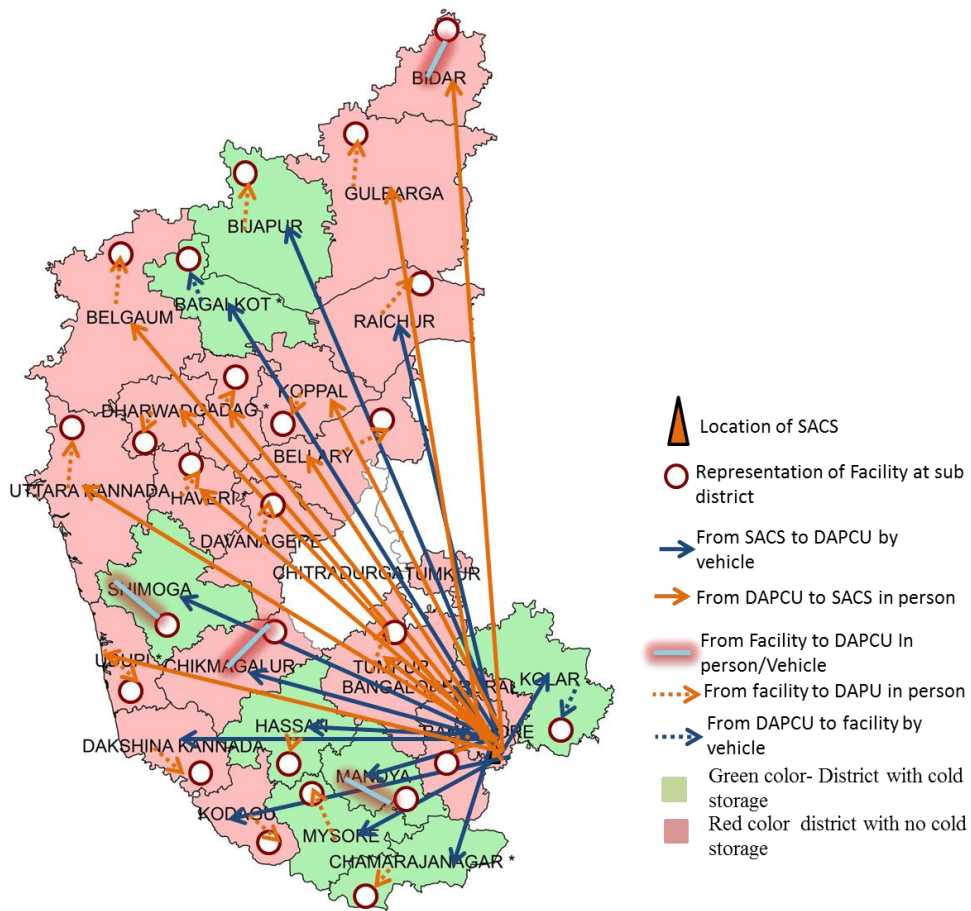 BIDAR
GULBARGA
BIJAPUR
BAGALKOT *
BELGAUM
RAICHUR
KOPPAL
DHARWAD
GADAG *
BELLARY
UTTARA KANNADA
HAVERI *
DAVANAGERE
CHITRADURGA
TUMKUR
SHIMOGA
UDUPI *
CHIKMAGALUR
TUMKUR
KOLAR
BANGALORE RURAL
HASSAN
BANGALORE
DAKSHINA KANNADA
MANDYA
KODAGU
MYSORE
CHAMARAJANAGAR *
Location of SACS
Representation of Facility at sub
district
From SACS to DAPCU by
vehicle
From DAPCU to SACS in person
From Facility to DAPCU In
person/Vehicle
From facility to DAPU in person
From DAPCU to facility by
vehicle
Green color- District with cold
storage
Red color district with no cold
storage